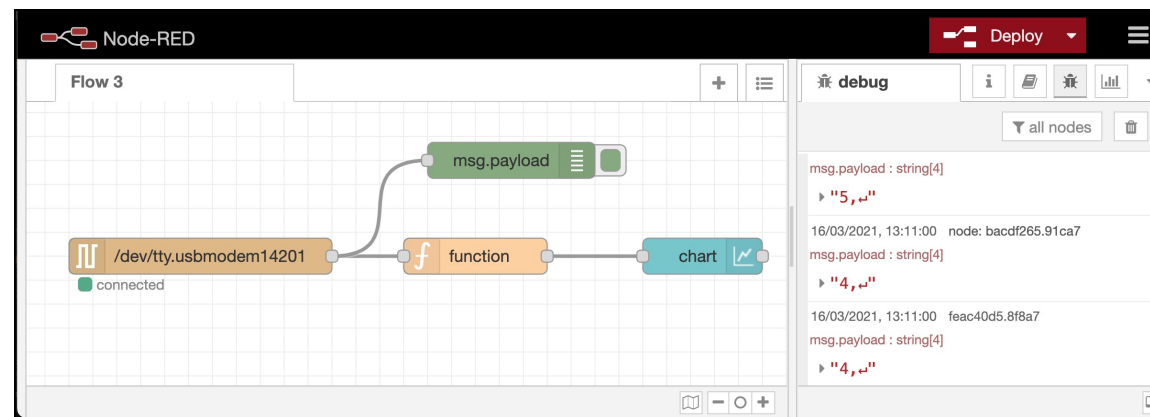 Node-RED
Deploy
Flow 3
debug
all nodes
msg.payload
/dev/tty.usbmodem14201
connected
function
chart
msg.payload : string[4]
"5,↵"
16/03/2021, 13:11:00 node: bacdf265.91ca7
msg.payload : string[4]
"4,↵"
16/03/2021, 13:11:00 feac40d5.8f8a7
msg.payload : string[4]
"4,↵"